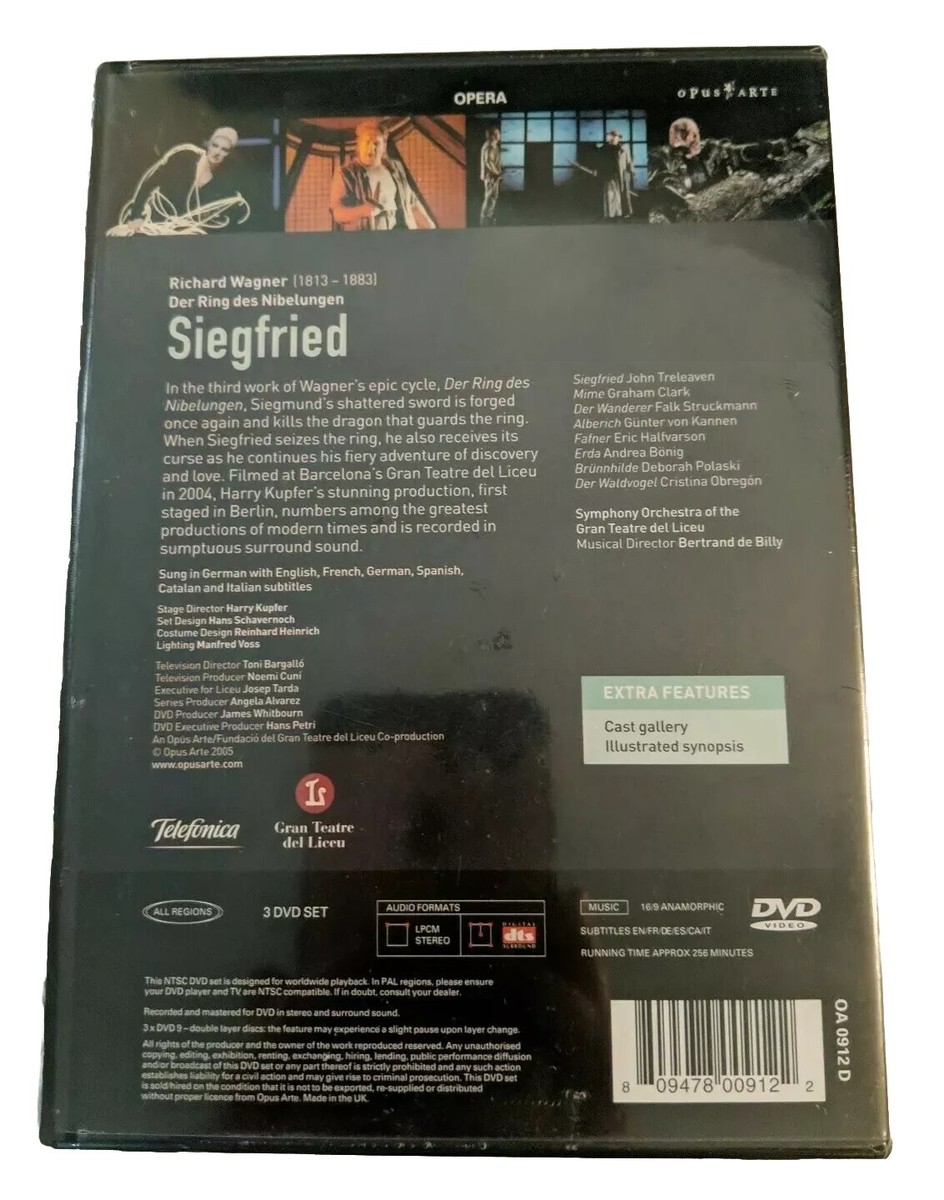 OPERA
OPUS ARTE
Richard Wagner (1813 – 1883)
Der Ring des Nibelungen
Siegfried
In the third work of Wagner's epic cycle, Der Ring des
Nibelungen, Siegmund's shattered sword is forged
once again and kills the dragon that guards the ring.
When Siegfried seizes the ring, he also receives its
curse as he continues his fiery adventure of discovery
and love. Filmed at Barcelona's Gran Teatre del Liceu
in 2004, Harry Kupfer's stunning production, first
staged in Berlin, numbers among the greatest
productions of modern times and is recorded in
sumptuous surround sound.
Sung in German with English, French, German, Spanish,
Catalan and Italian subtitles
Stage Director Harry Kupfer
Set Design Hans Schavernoch
Costume Design Reinhard Heinrich
Lighting Manfred Voss
Television Director Toni Bargalló
Television Producer Noemi Cuní
Executive for Liceu Josep Tarda
Series Producer Angela Alvarez
DVD Producer James Whitbourn
DVD Executive Producer Hans Petri
An Opus Arte/Fundació del Gran Teatre del Liceu Co-production
© Opus Arte 2005
www.opusarte.com
Siegfried John Treleaven
Mime Graham Clark
Der Wanderer Falk Struckmann
Alberich Günter von Kannen
Fafner Eric Halfvarson
Erda Andrea Bönig
Brünnhilde Deborah Polaski
Der Waldvogel Cristina Obregón
Symphony Orchestra of the
Gran Teatre del Liceu
Musical Director Bertrand de Billy
EXTRA FEATURES
Cast gallery
Illustrated synopsis
Telefónica
Gran Teatre
del Liceu
ALL REGIONS
3 DVD SET
AUDIO FORMATS
LPCM
STEREO
DIGITAL
dts
SURROUND
MUSIC
16/9 ANAMORPHIC
SUBTITLES EN/FR/DE/ES/CA/IT
RUNNING TIME APPROX 256 MINUTES
DVD
VIDEO
This NTSC DVD set is designed for worldwide playback. In PAL regions, please ensure
your DVD player and TV are NTSC compatible. If in doubt, consult your dealer.
Recorded and mastered for DVD in stereo and surround sound.
3 x DVD 9 – double layer discs: the feature may experience a slight pause upon layer change.
All rights of the producer and the owner of the work reproduced reserved. Any unauthorised
copying, editing, exhibition, renting, exchanging, hiring, lending, public performance diffusion
and/or broadcast of this DVD set or any part thereof is strictly prohibited and any such action
establishes liability for a civil action and may give rise to criminal prosecution. This DVD set
is sold/hired on the condition that it is not to be exported, re-supplied or distributed
without proper licence from Opus Arte. Made in the UK.
8 09478 00912 2
OA 0912 D